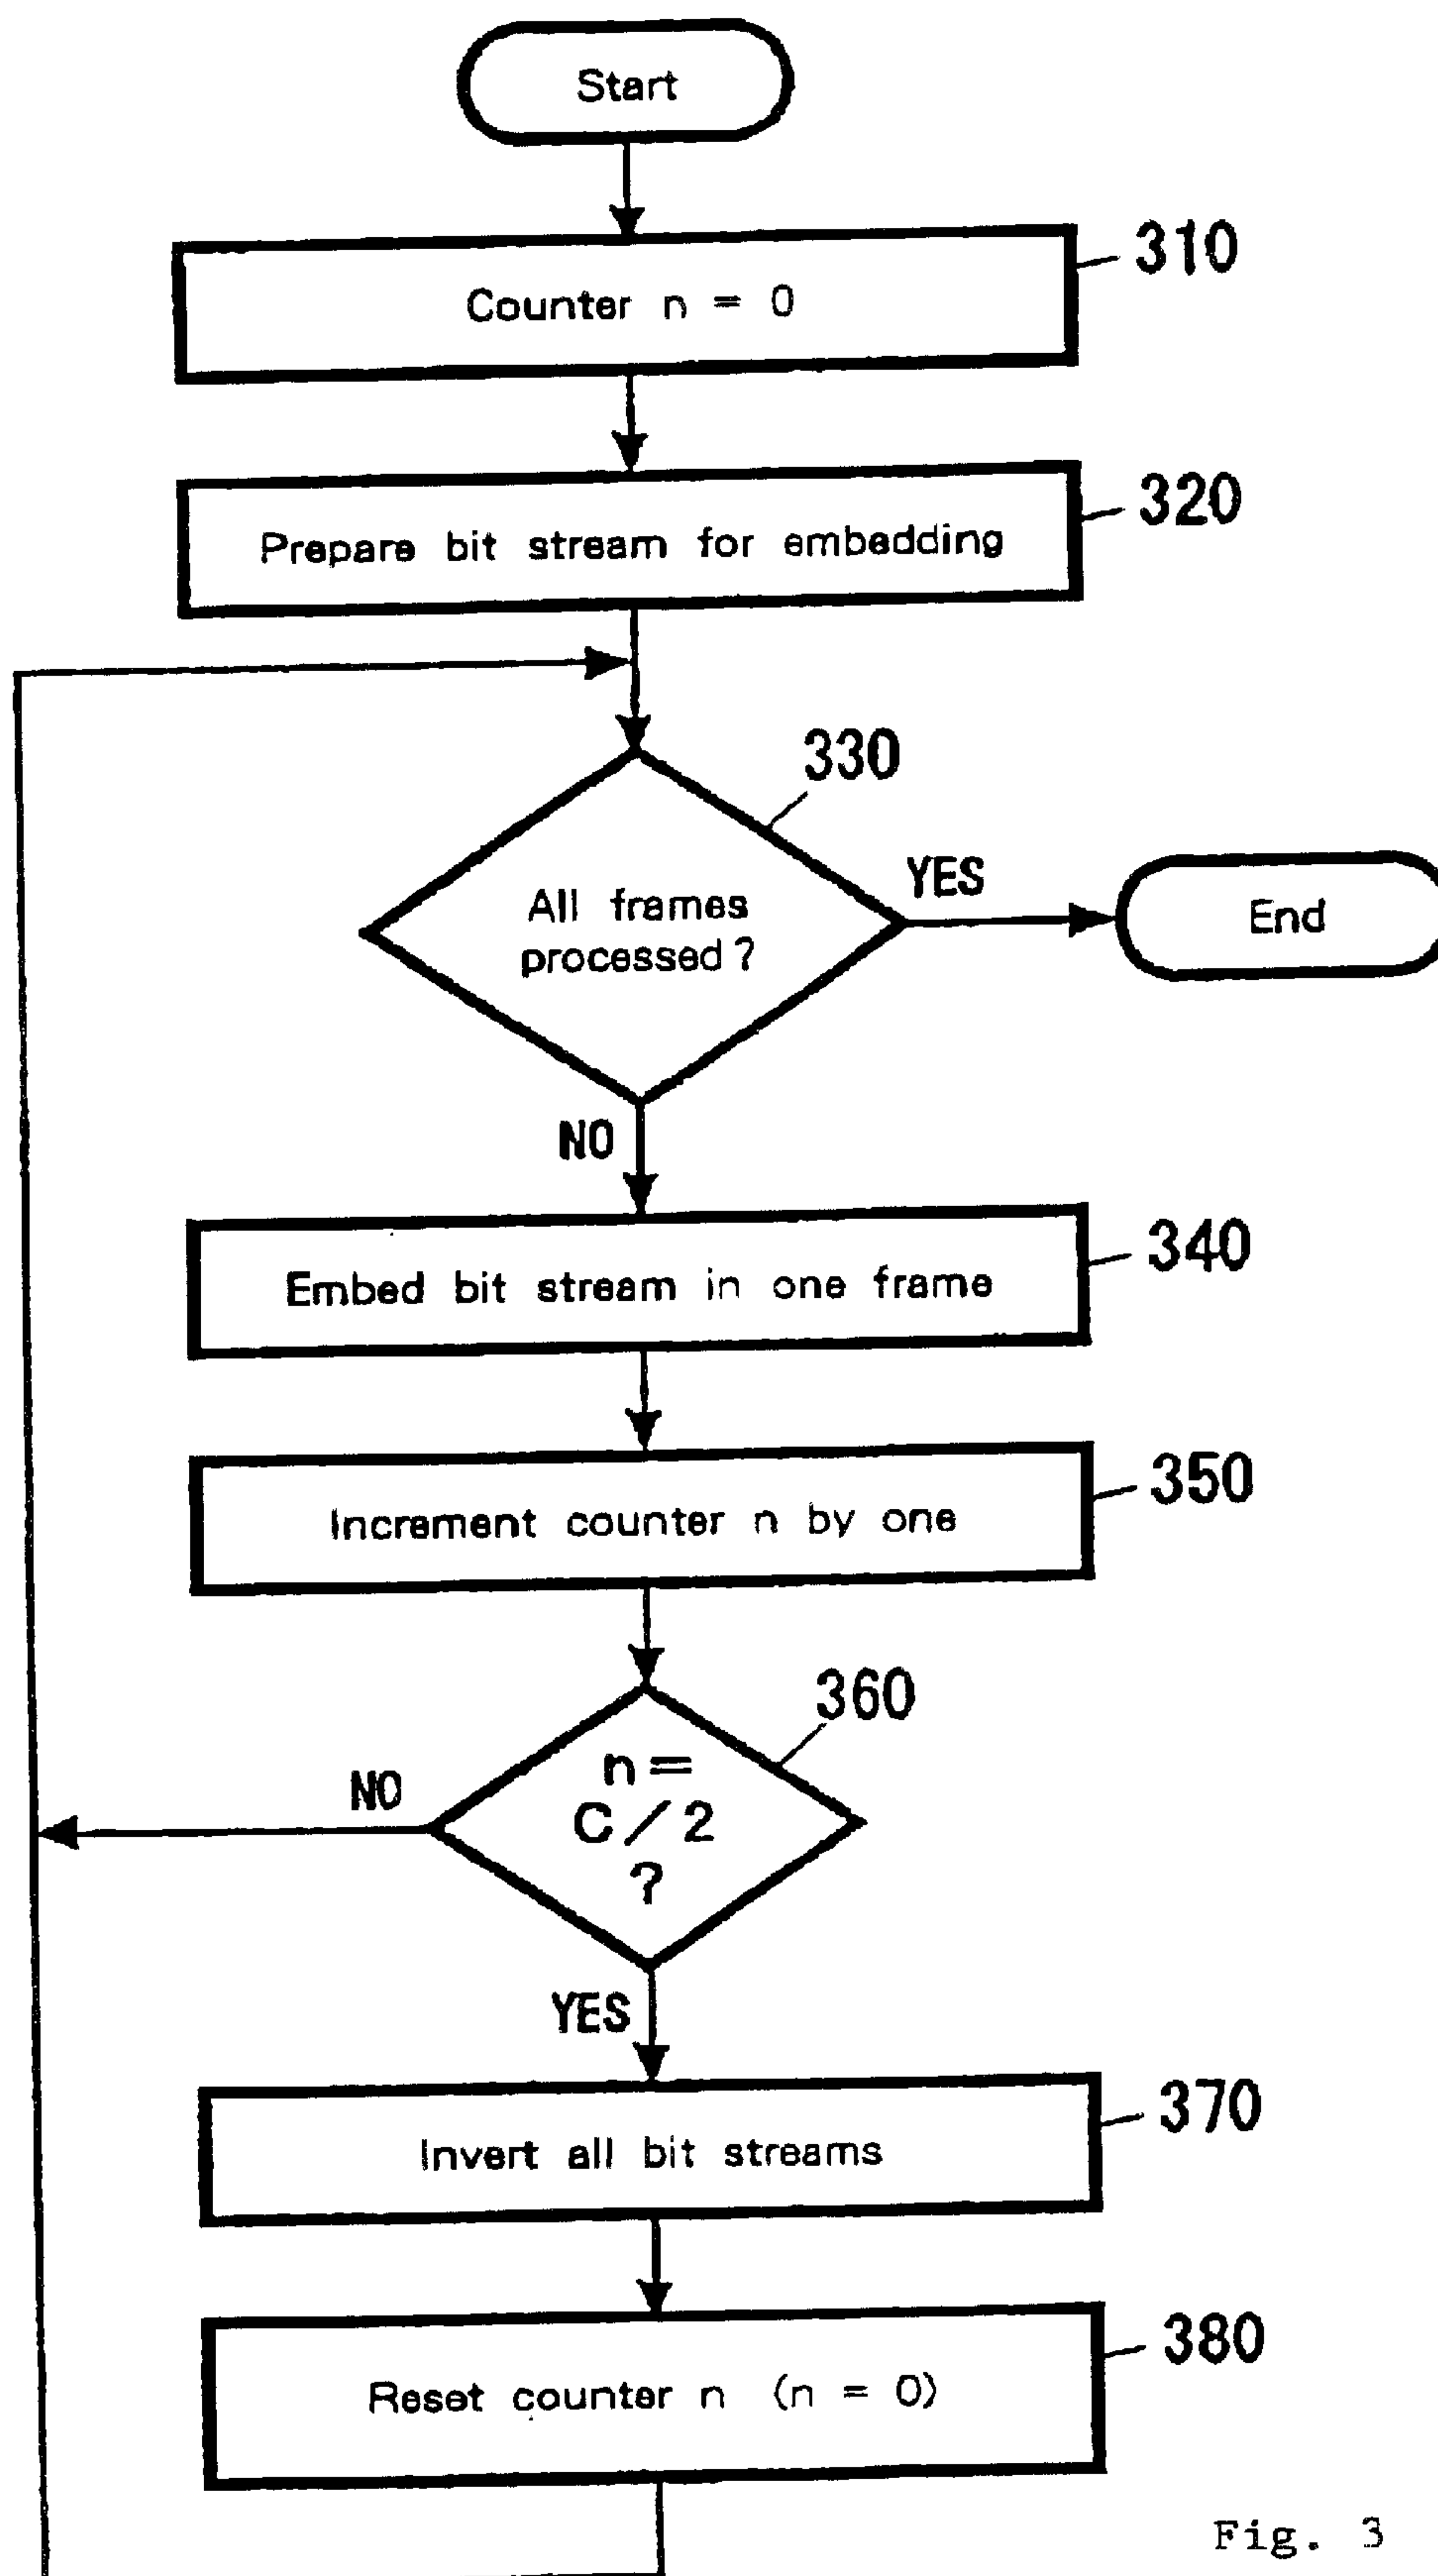 Start
310
Counter n = 0
320
Prepare bit stream for embedding
330
All frames
processed?
YES
End
NO
340
Embed bit stream in one frame
350
Increment counter n by one
360
n=
C/2
?
NO
YES
370
Invert all bit streams
380
Reset counter n (n = 0)
Fig. 3